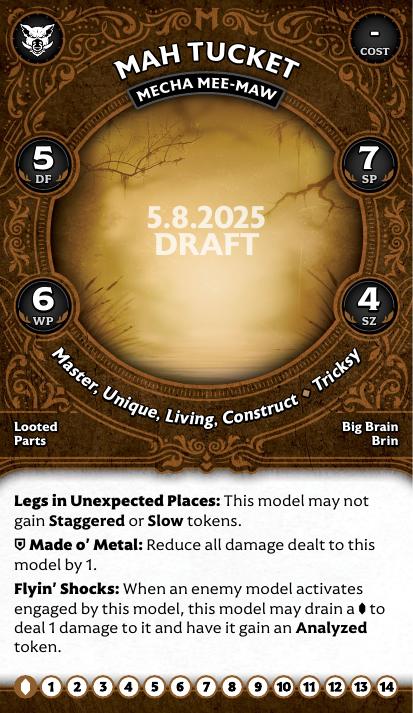 -
COST
MAH TUCKET
MECHA MEE-MAW
5
DF
7
SP
5.8.2025
DRAFT
6
WP
4
SZ
Master, Unique, Living, Construct ♦ Tricksy
Looted
Parts
Big Brain
Brin
Legs in Unexpected Places: This model may not
gain Staggered or Slow tokens.
Made o’ Metal: Reduce all damage dealt to this
model by 1.
Flyin’ Shocks: When an enemy model activates
engaged by this model, this model may drain a to
deal 1 damage to it and have it gain an Analyzed
token.
1 2 3 4 5 6 7 8 9 10 11 12 13 14